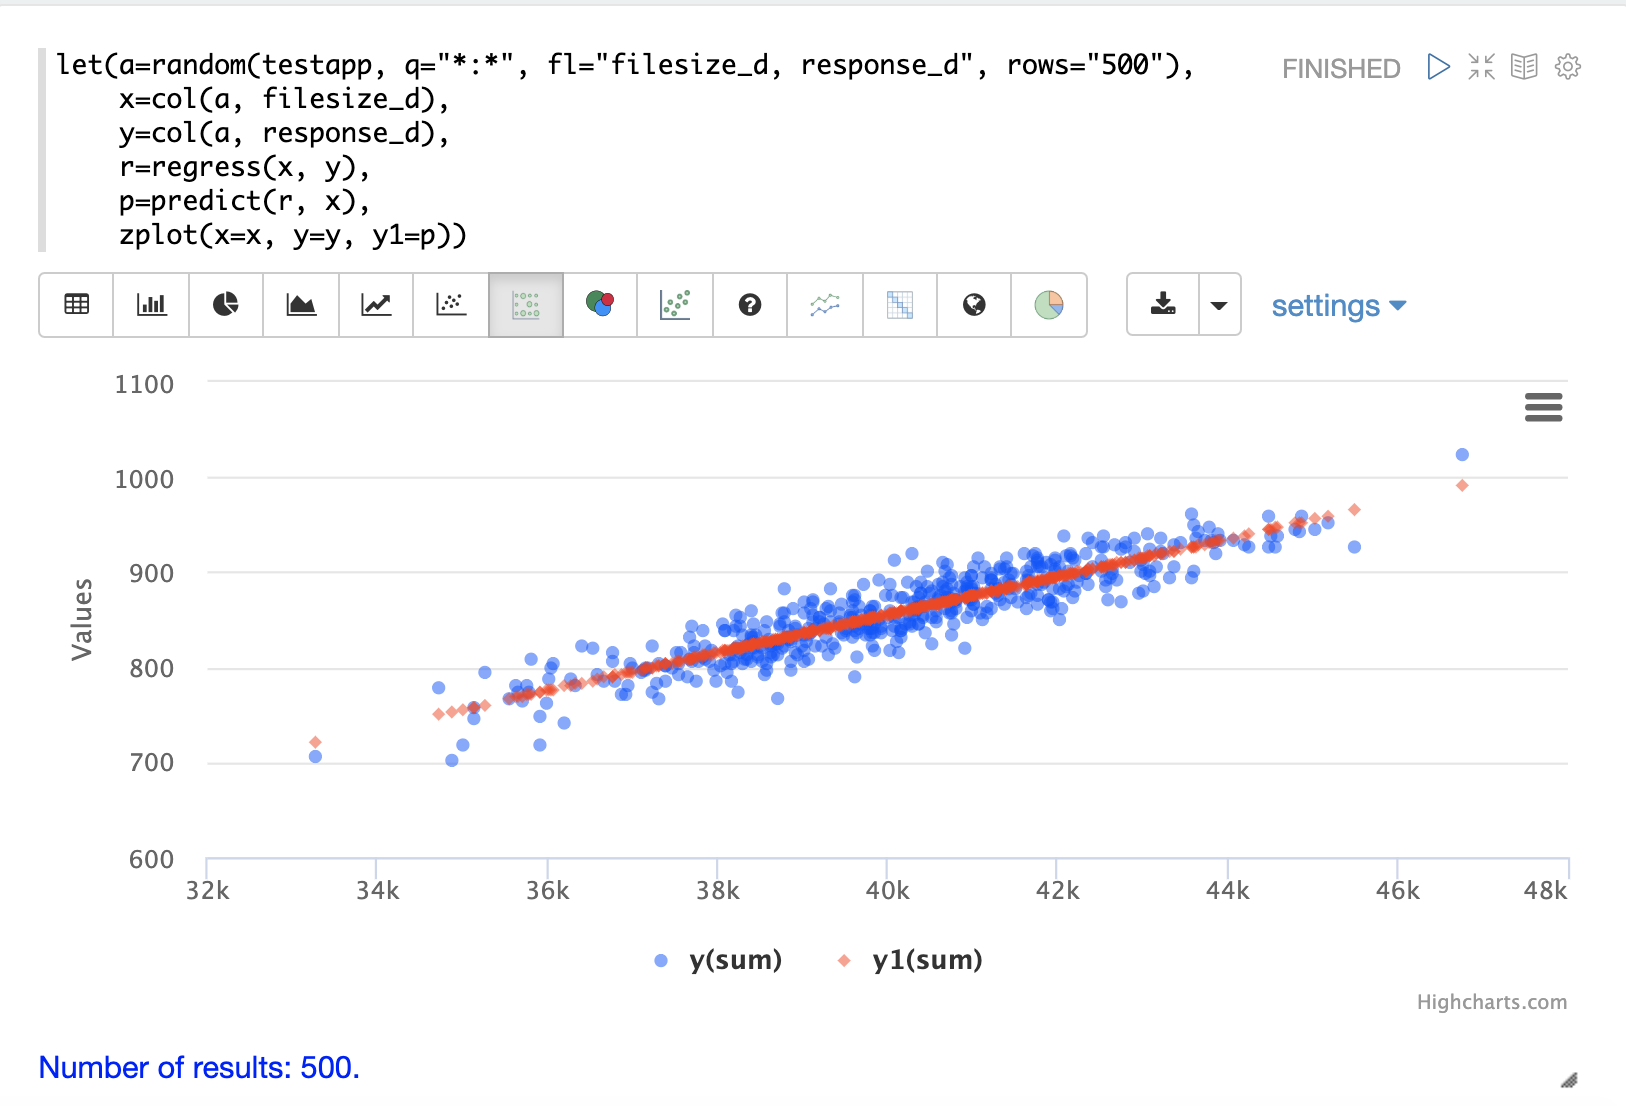 let(a=random(testapp, q="*:*", fl="filesize_d, response_d", rows="500"),
x=col(a, filesize_d),
y=col(a, response_d),
r=regress(x, y),
p=predict(r, x),
zplot(x=x, y=y, y1=p))
FINISHED
settings
1100
1000
900
800
700
600
Values
32k 34k 36k 38k 40k 42k 44k 46k 48k
y(sum) y1(sum)
Highcharts.com
Number of results: 500.